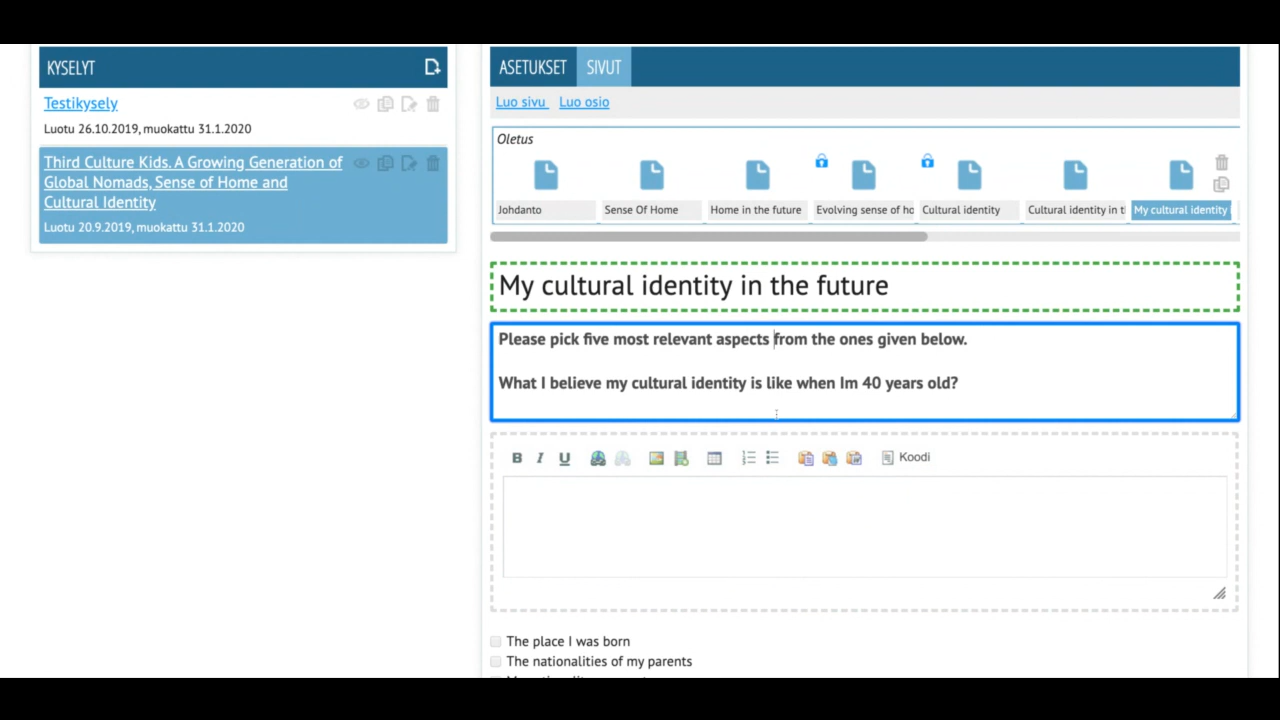 KYSELYT
Testikysely
Luotu 26.10.2019, muokattu 31.1.2020
Third Culture Kids. A Growing Generation of
Global Nomads, Sense of Home and
Cultural Identity
Luotu 20.9.2019, muokattu 31.1.2020
ASETUKSET SIVUT
Luo sivu Luo osio
Oletus
Johdanto Sense Of Home Home in the future Evolving sense of ho Cultural identity Cultural identity in t My cultural identity
My cultural identity in the future
Please pick five most relevant aspects from the ones given below.
What I believe my cultural identity is like when Im 40 years old?
B I U Koodi
The place I was born
The nationalities of my parents